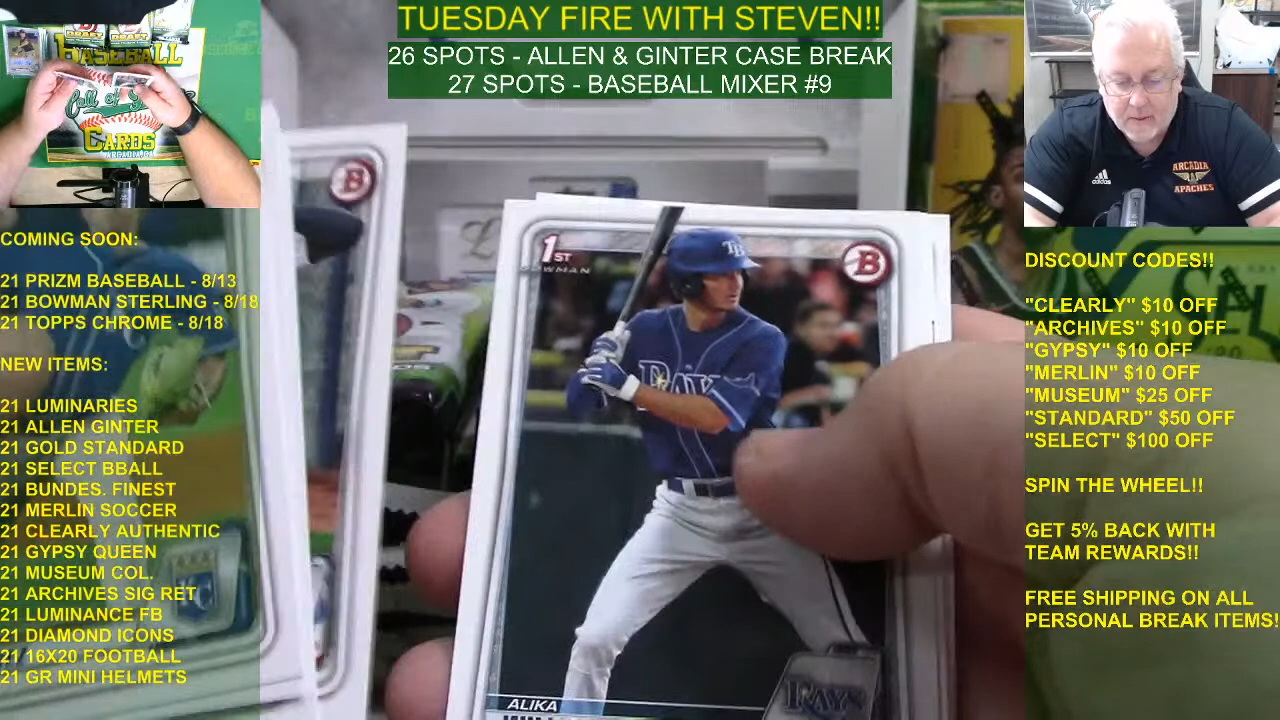 TUESDAY FIRE WITH STEVEN!!
26 SPOTS - ALLEN & GINTER CASE BREAK
27 SPOTS - BASEBALL MIXER #9
COMING SOON:
21 PRIZM BASEBALL - 8/13
21 BOWMAN STERLING - 8/18
21 TOPPS CHROME - 8/18
NEW ITEMS:
21 LUMINARIES
21 ALLEN GINTER
21 GOLD STANDARD
21 SELECT BBALL
21 BUNDES. FINEST
21 MERLIN SOCCER
21 CLEARLY AUTHENTIC
21 GYPSY QUEEN
21 MUSEUM COL.
21 ARCHIVES SIG RET
21 LUMINANCE FB
21 DIAMOND ICONS
21 16X20 FOOTBALL
21 GR MINI HELMETS
DISCOUNT CODES!!
"CLEARLY" $10 OFF
"ARCHIVES" $10 OFF
"GYPSY" $10 OFF
"MERLIN" $10 OFF
"MUSEUM" $25 OFF
"STANDARD" $50 OFF
"SELECT" $100 OFF
SPIN THE WHEEL!!
GET 5% BACK WITH
TEAM REWARDS!!
FREE SHIPPING ON ALL
PERSONAL BREAK ITEMS!
BASEBALL
CARDS
adidas
ARCADIA
APACHES
B
1ST
BOWMAN
B
TB
RAYS
ALIKA
RAYS